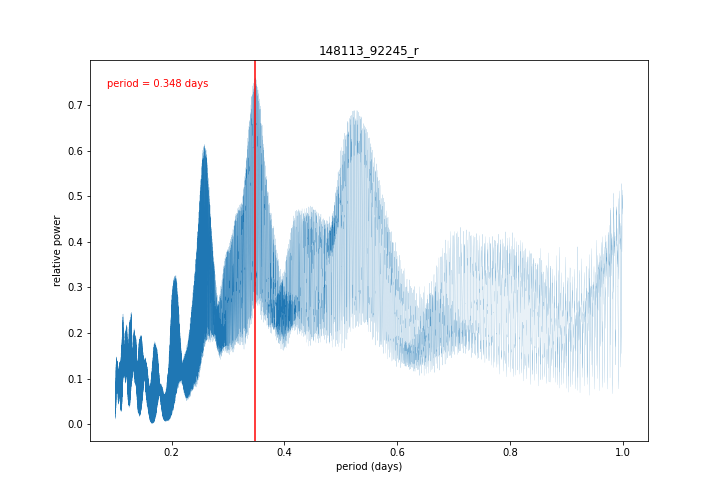 148113_92245_r
period = 0.348 days
0.7
0.6
0.5
0.4
0.3
0.2
0.1
0.0
relative power
0.2 0.4 0.6 0.8 1.0
period (days)